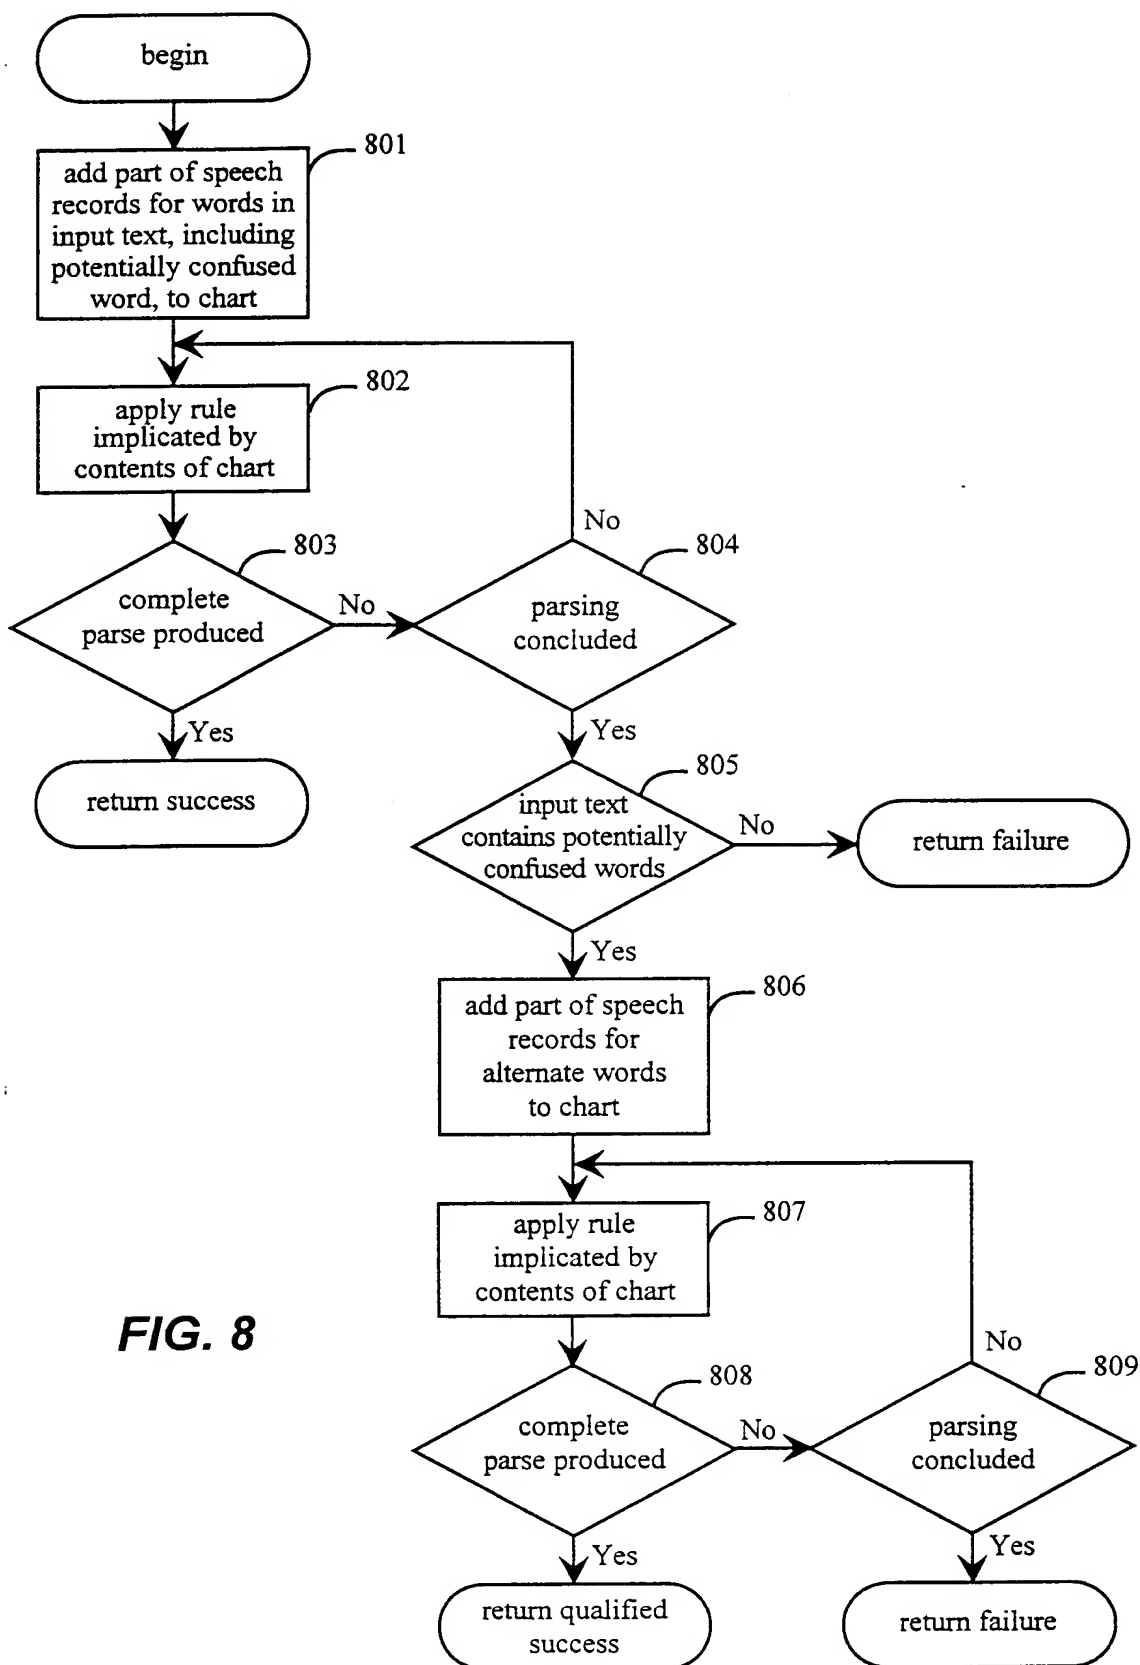 begin
801
add part of speech
records for words in
input text, including
potentially confused
word, to chart
802
apply rule
implicated by
contents of chart
No
803
804
complete
parse produced
No
parsing
concluded
Yes
return success
Yes
805
input text
contains potentially
confused words
No
return failure
Yes
806
add part of speech
records for
alternate words
to chart
807
apply rule
implicated by
contents of chart
FIG. 8
No
808
809
complete
parse produced
No
parsing
concluded
Yes
return qualified
success
Yes
return failure